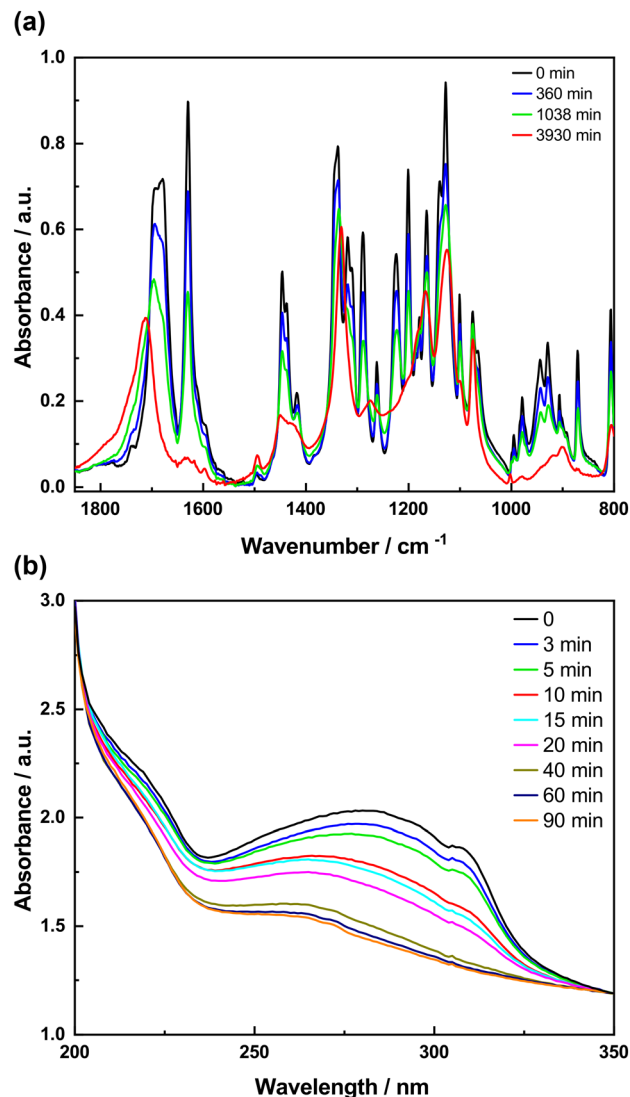 (a)
1.0
0.8
0.6
0.4
0.2
0.0
Absorbance / a.u.
0 min
360 min
1038 min
3930 min
1800
1600
1400
1200
1000
800
Wavenumber / cm -1
(b)
3.0
2.5
2.0
1.5
1.0
Absorbance / a.u.
0
3 min
5 min
10 min
15 min
20 min
40 min
60 min
90 min
200
250
300
350
Wavelength / nm